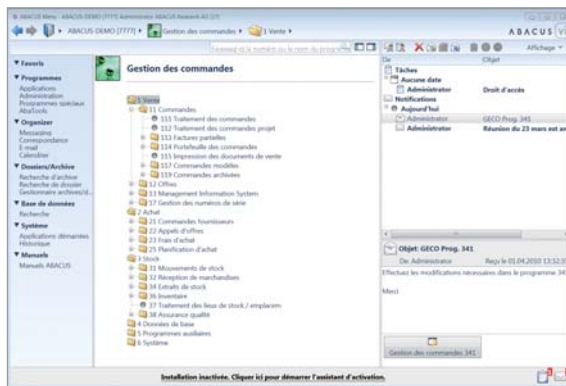 ABACUS Menu - ABACUS-DEMO [7777] Administrator ABACUS Research AG [27]
ABACUS-DEMO [7777] Gestion des commandes 1 Vente
ABACUS
Affichage
Favoris
Programmes
Applications
Administration
Programmes spéciaux
AbaTools
Organizer
Messaging
Correspondance
E-mail
Calendrier
Dossiers/Archive
Recherche d'archive
Recherche de dossier
Gestionnaire archives/d...
Base de données
Recherche
Système
Applications démarrées
Historique
Manuels
Manuels ABACUS
Gestion des commandes
1 Vente
11 Commandes
111 Traitement des commandes
112 Traitement des commandes projet
113 Factures partielles
114 Portefeuille des commandes
115 Impression des documents de vente
117 Commandes modèles
119 Commandes archivées
12 Offres
13 Management Information System
17 Gestion des numéros de série
2 Achat
21 Commandes fournisseurs
22 Appels d'offres
23 Frais d'achat
25 Planification d'achat
3 Stock
31 Mouvements de stock
32 Réception de marchandises
34 Extraits de stock
36 Inventaire
37 Traitement des lieux de stock / emplacem
38 Assurance qualité
4 Données de base
5 Programmes auxiliaires
6 Système
De Objet
Tâches
Aucune date
Administrator Droit d'accès
Notifications
Aujourd'hui
Administrator GECO Prog. 341
Administrator Réunion du 23 mars est an
Objet: GECO Prog. 341
De: Administrator Reçu le 01.04.2010 13:52:35
Effectuez les modifications nécessaires dans le programme 34
Merci
Gestion des commandes 341
Installation inactivée. Cliquer ici pour démarrer l'assistant d'activation.